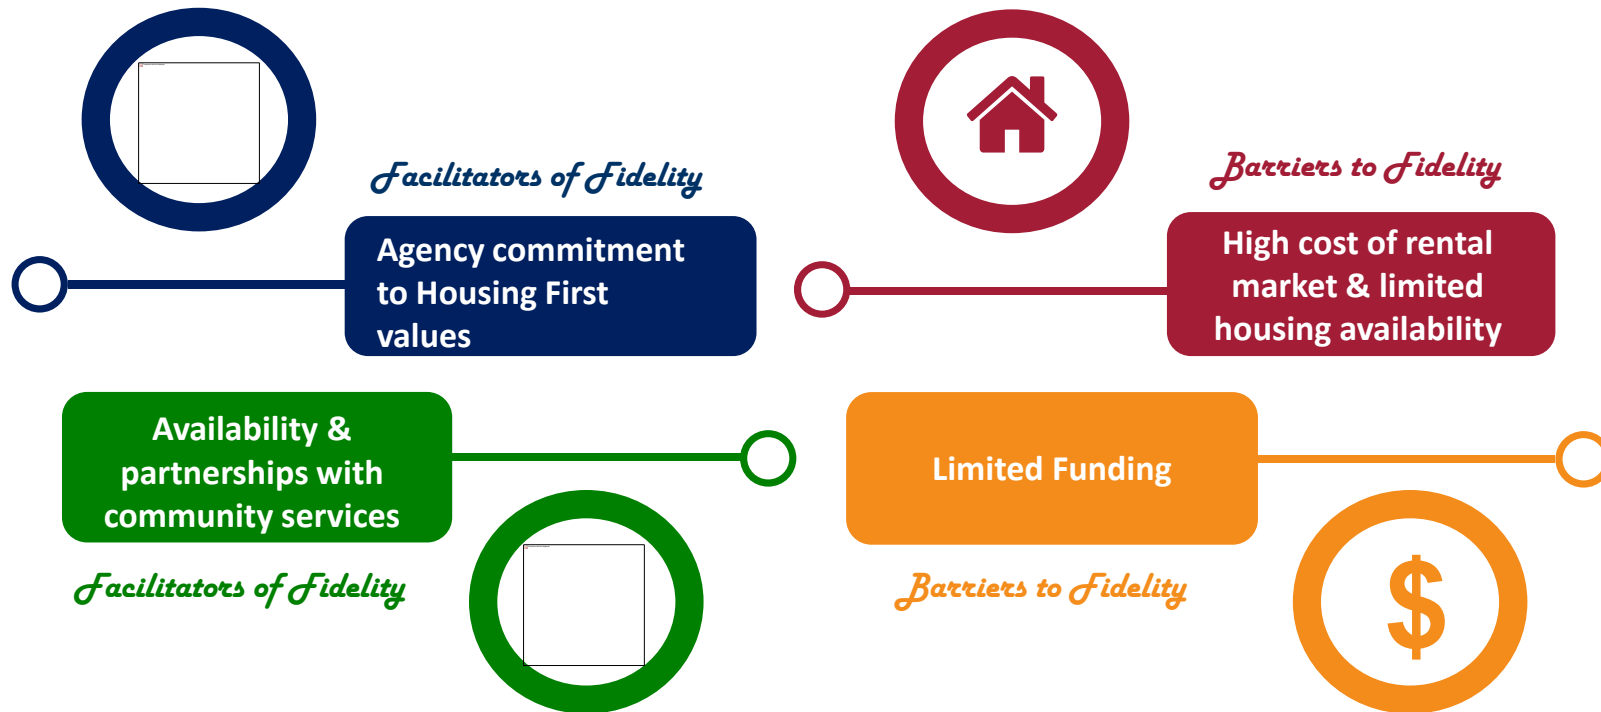 Facilitators of Fidelity
Agency commitment
to Housing First
values
Barriers to Fidelity
High cost of rental
market & limited
housing availability
Availability &
partnerships with
community services
Facilitators of Fidelity
Limited Funding
Barriers to Fidelity
$